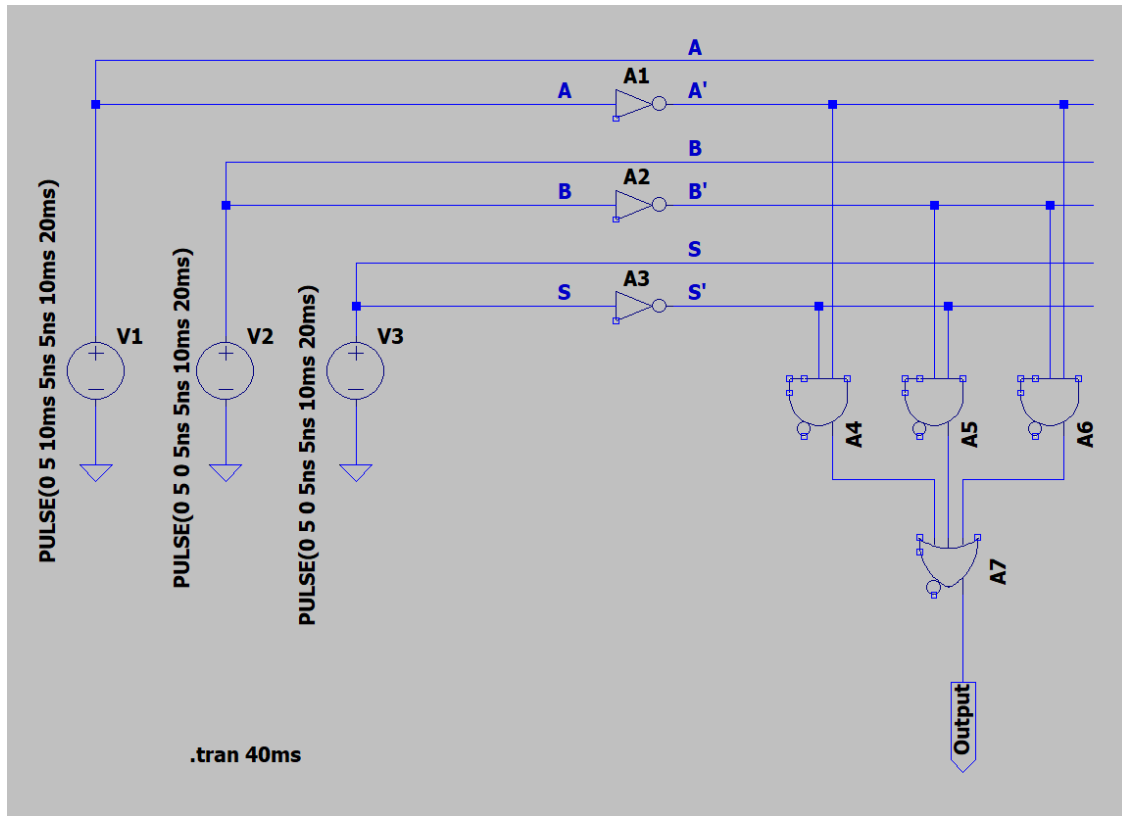 A
A1
A
A'
B
A2
B
B'
S
A3
S
S'
V1
V2
V3
PULSE(0 5 10ms 5ns 5ns 10ms 20ms)
PULSE(0 5 0 5ns 5ns 10ms 20ms)
PULSE(0 5 0 5ns 5ns 10ms 20ms)
A4
A5
A6
A7
Output
.tran 40ms